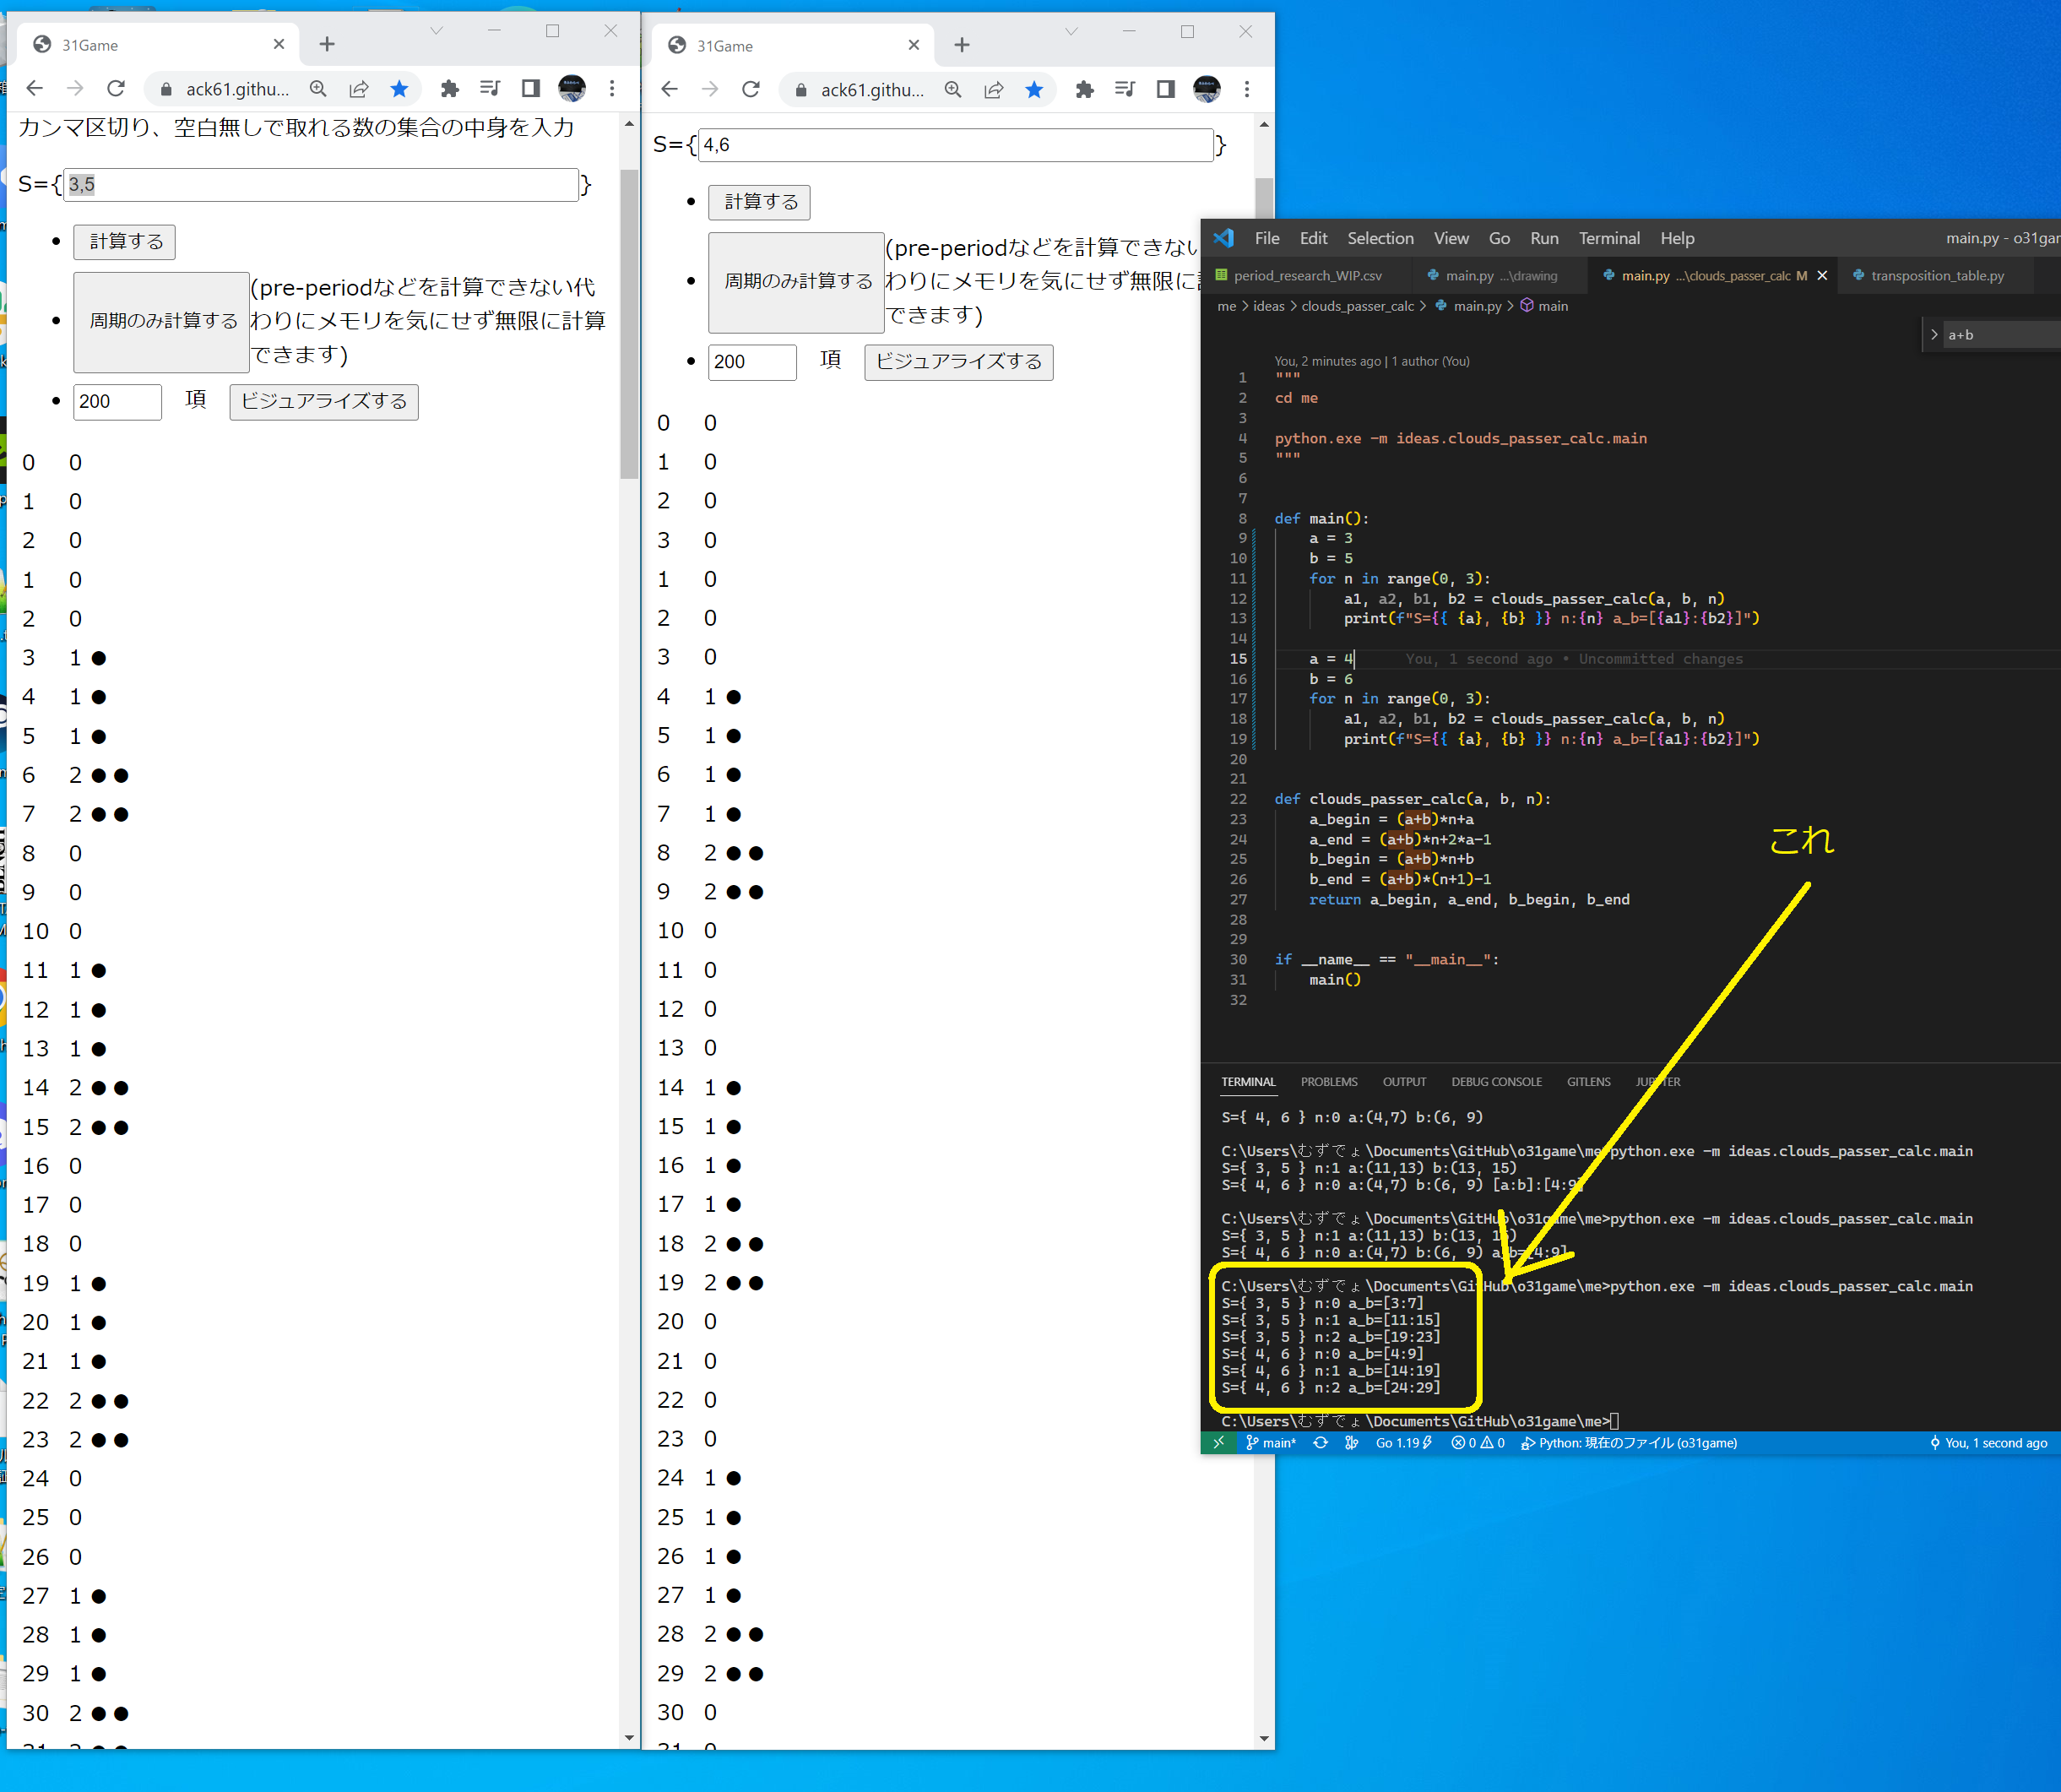 31Game
ack61.githu...
カンマ区切り、空白無しで取れる数の集合の中身を入力
S={3,5}
計算する
周期のみ計算する
(pre-periodなどを計算できない代
わりにメモリを気にせず無限に計算
できます)
200 項 ビジュアライズする
0 0
1 0
2 0
1 0
2 0
3 1 ●
4 1 ●
5 1 ●
6 2 ●●
7 2 ●●
8 0
9 0
10 0
11 1 ●
12 1 ●
13 1 ●
14 2 ●●
15 2 ●●
16 0
17 0
18 0
19 1 ●
20 1 ●
21 1 ●
22 2 ●●
23 2 ●●
24 0
25 0
26 0
27 1 ●
28 1 ●
29 1 ●
30 2 ●●
31Game
ack61.githu...
S={4,6}
計算する
周期のみ計算する
(pre-periodなどを計算できない
わりにメモリを気にせず無限に
できます)
200 項 ビジュアライズする
0 0
1 0
2 0
3 0
1 0
2 0
3 0
4 1 ●
5 1 ●
6 1 ●
7 1 ●
8 2 ●●
9 2 ●●
10 0
11 0
12 0
13 0
14 1 ●
15 1 ●
16 1 ●
17 1 ●
18 2 ●●
19 2 ●●
20 0
21 0
22 0
23 0
24 1 ●
25 1 ●
26 1 ●
27 1 ●
28 2 ●●
29 2 ●●
30 0
File Edit Selection View Go Run Terminal Help main.py - o31gar
period_research_WIP.csv main.py ...\drawing main.py ...\clouds_passer_calc M transposition_table.py
me > ideas > clouds_passer_calc > main.py > main
a+b
You, 2 minutes ago | 1 author (You)
1 """
2 cd me
3
4 python.exe -m ideas.clouds_passer_calc.main
5 """
6
7
8 def main():
9 a = 3
10 b = 5
11 for n in range(0, 3):
12 a1, a2, b1, b2 = clouds_passer_calc(a, b, n)
13 print(f"S={{ {a}, {b} }} n:{n} a_b=[{a1}:{b2}]")
14
15 a = 4 You, 1 second ago • Uncommitted changes
16 b = 6
17 for n in range(0, 3):
18 a1, a2, b1, b2 = clouds_passer_calc(a, b, n)
19 print(f"S={{ {a}, {b} }} n:{n} a_b=[{a1}:{b2}]")
20
21
22 def clouds_passer_calc(a, b, n):
23 a_begin = (a+b)*n+a
24 a_end = (a+b)*n+2*a-1
25 b_begin = (a+b)*n+b
26 b_end = (a+b)*(n+1)-1
27 return a_begin, a_end, b_begin, b_end
28
29
30 if __name__ == "__main__":
31 main()
32
これ
TERMINAL PROBLEMS OUTPUT DEBUG CONSOLE GITLENS JUPYTER
S={ 4, 6 } n:0 a:(4,7) b:(6, 9)
C:\Users\むずでょ\Documents\GitHub\o31game\me>python.exe -m ideas.clouds_passer_calc.main
S={ 3, 5 } n:1 a:(11,13) b:(13, 15)
S={ 4, 6 } n:0 a:(4,7) b:(6, 9) [a:b]:[4:9]
C:\Users\むずでょ\Documents\GitHub\o31game\me>python.exe -m ideas.clouds_passer_calc.main
S={ 3, 5 } n:1 a:(11,13) b:(13, 15)
S={ 4, 6 } n:0 a:(4,7) b:(6, 9) a_b=[4:9]
C:\Users\むずでょ\Documents\GitHub\o31game\me>python.exe -m ideas.clouds_passer_calc.main
S={ 3, 5 } n:0 a_b=[3:7]
S={ 3, 5 } n:1 a_b=[11:15]
S={ 3, 5 } n:2 a_b=[19:23]
S={ 4, 6 } n:0 a_b=[4:9]
S={ 4, 6 } n:1 a_b=[14:19]
S={ 4, 6 } n:2 a_b=[24:29]
C:\Users\むずでょ\Documents\GitHub\o31game\me>
main* Go 1.19 0 0 Python: 現在のファイル (o31game) You, 1 second ago